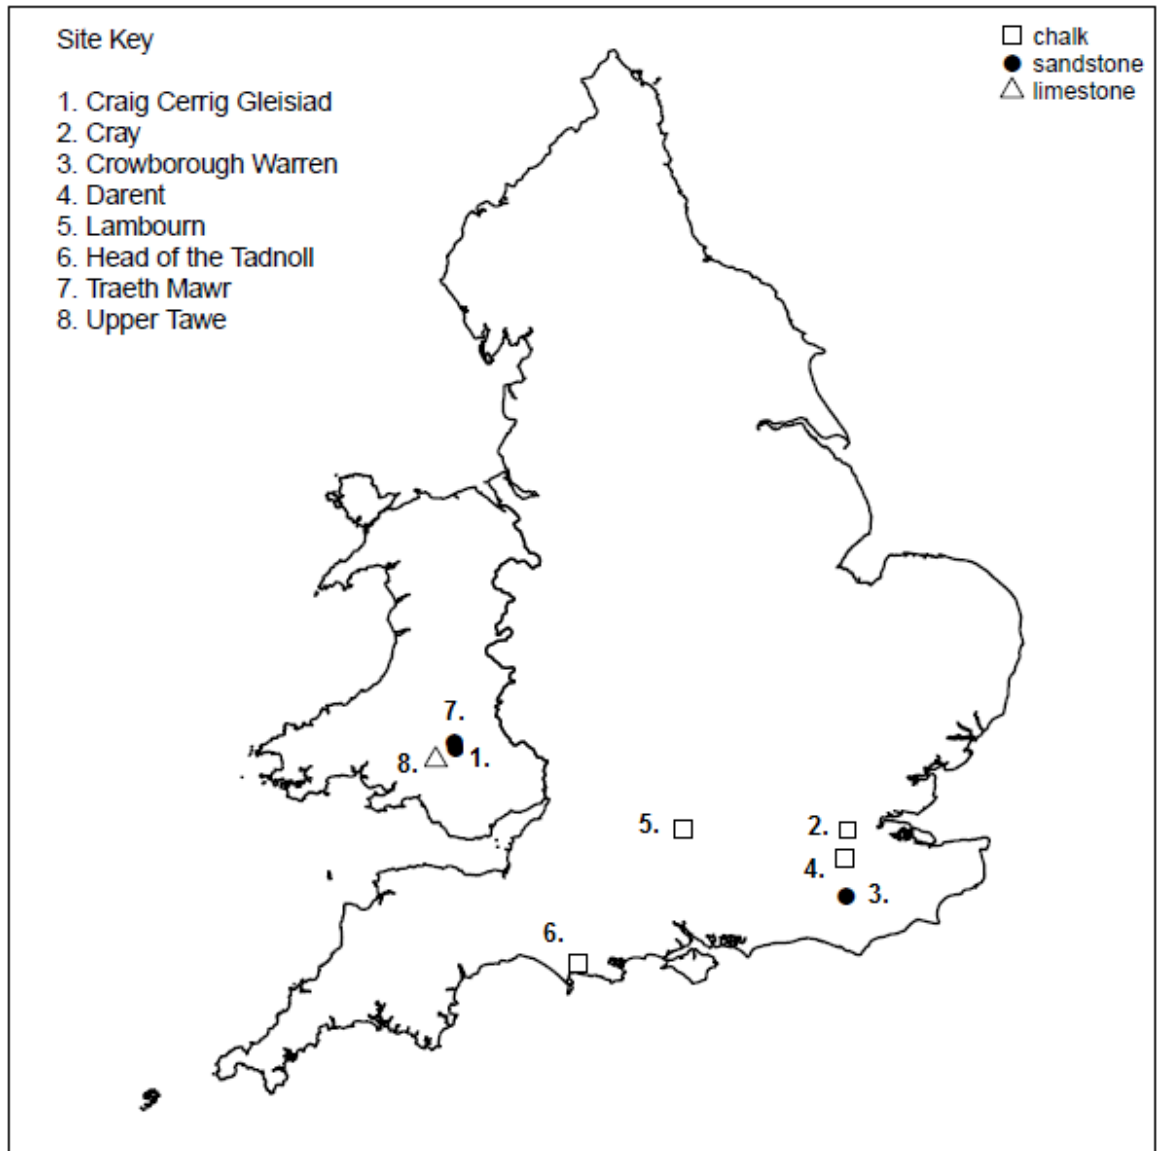 Site Key
1. Craig Cerrig Gleisiad
2. Cray
3. Crowborough Warren
4. Darent
5. Lambourn
6. Head of the Tadnoll
7. Traeth Mawr
8. Upper Tawe
chalk
sandstone
limestone
7.
8.
1.
5.
2.
4.
3.
6.